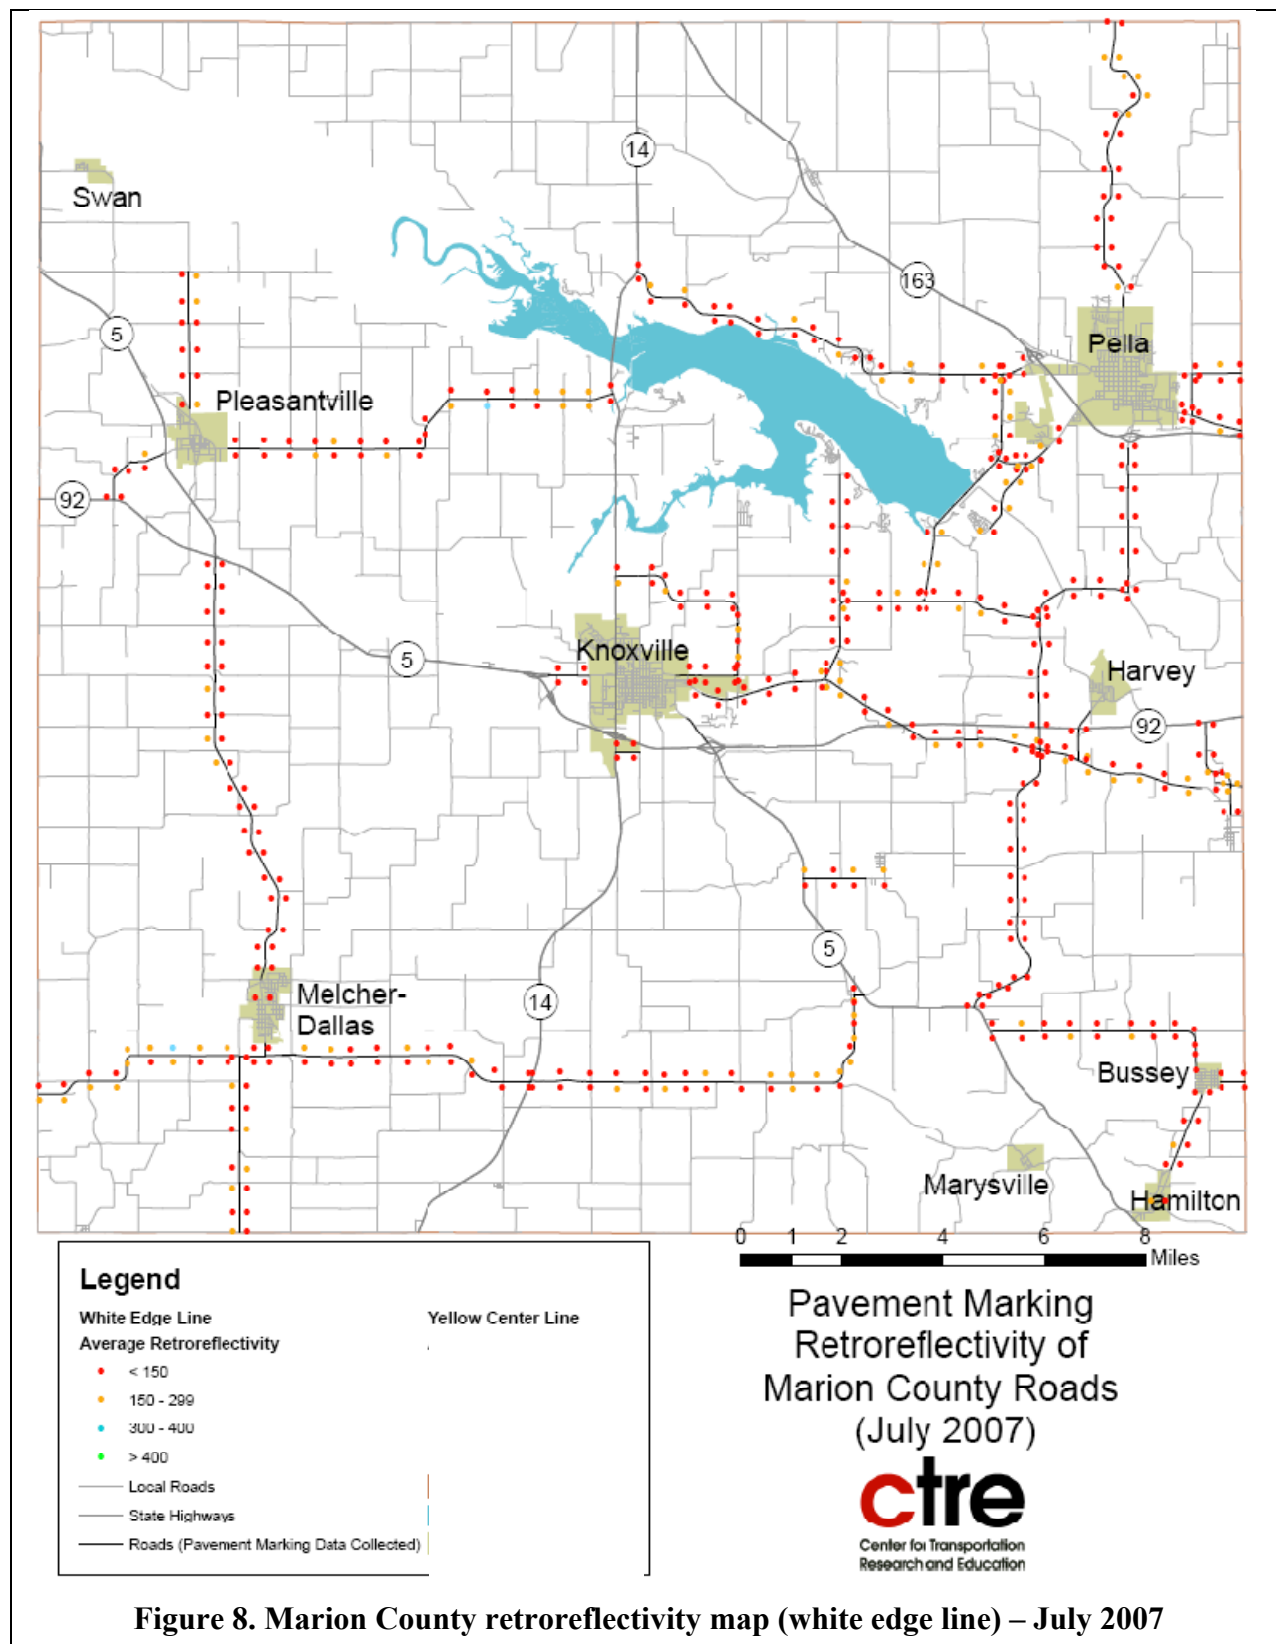 14
Swan
163
5
Pella
Pleasantville
92
Knoxville
5
Harvey
92
5
Melcher-
Dallas
14
Bussey
Marysville
Hamilton
0 1 2 4 6 8
Miles
Legend
White Edge Line
Yellow Center Line
Average Retroreflectivity
< 150
150 - 299
300 - 400
> 400
Local Roads
State Highways
Roads (Pavement Marking Data Collected)
Pavement Marking
Retroreflectivity of
Marion County Roads
(July 2007)
ctre
Center for Transportation
Research and Education
Figure 8. Marion County retroreflectivity map (white edge line) – July 2007